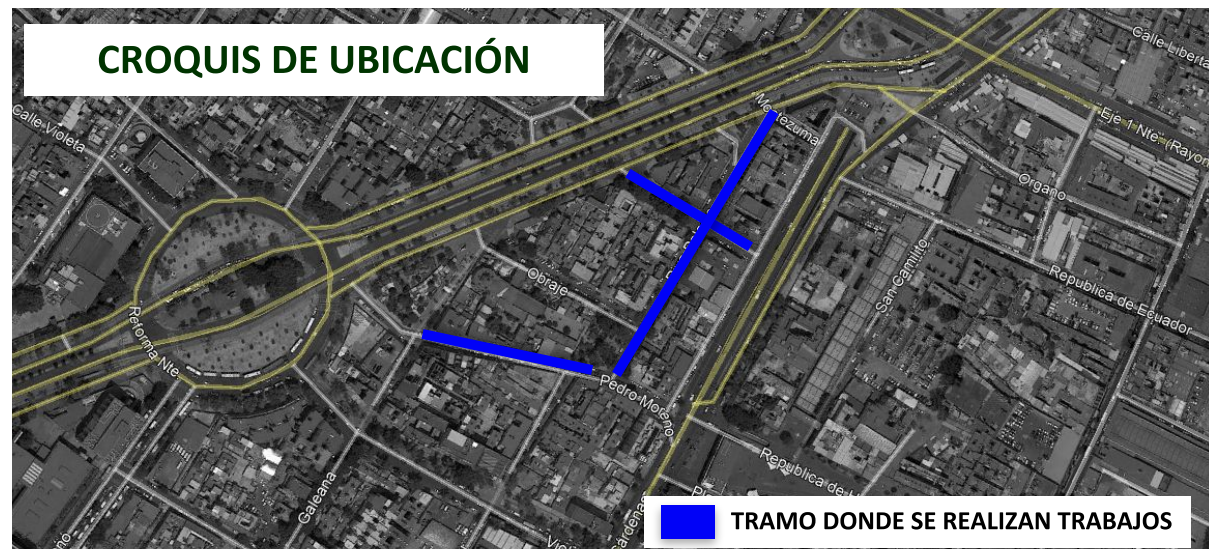 CROQUIS DE UBICACIÓN
Calle Liberta
Calle Violeta
Moctezuma
Eje 1 Nte. (Rayon
Organo
San Camilito
Republica de Ecuador
Obraje
Reforma Nte.
Pedro Moreno
Galeana
Republica de H
Cardenas
TRAMO DONDE SE REALIZAN TRABAJOS